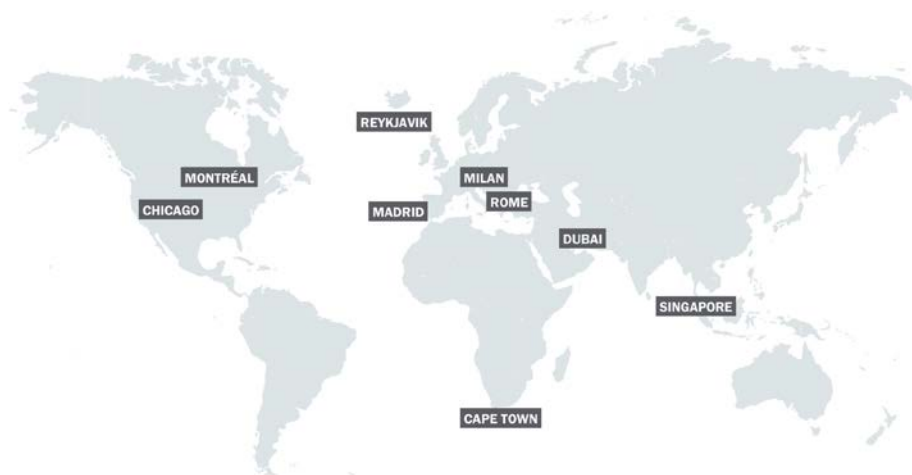 REYKJAVIK
MONTRÉAL
MILAN
CHICAGO
MADRID
ROME
DUBAI
SINGAPORE
CAPE TOWN